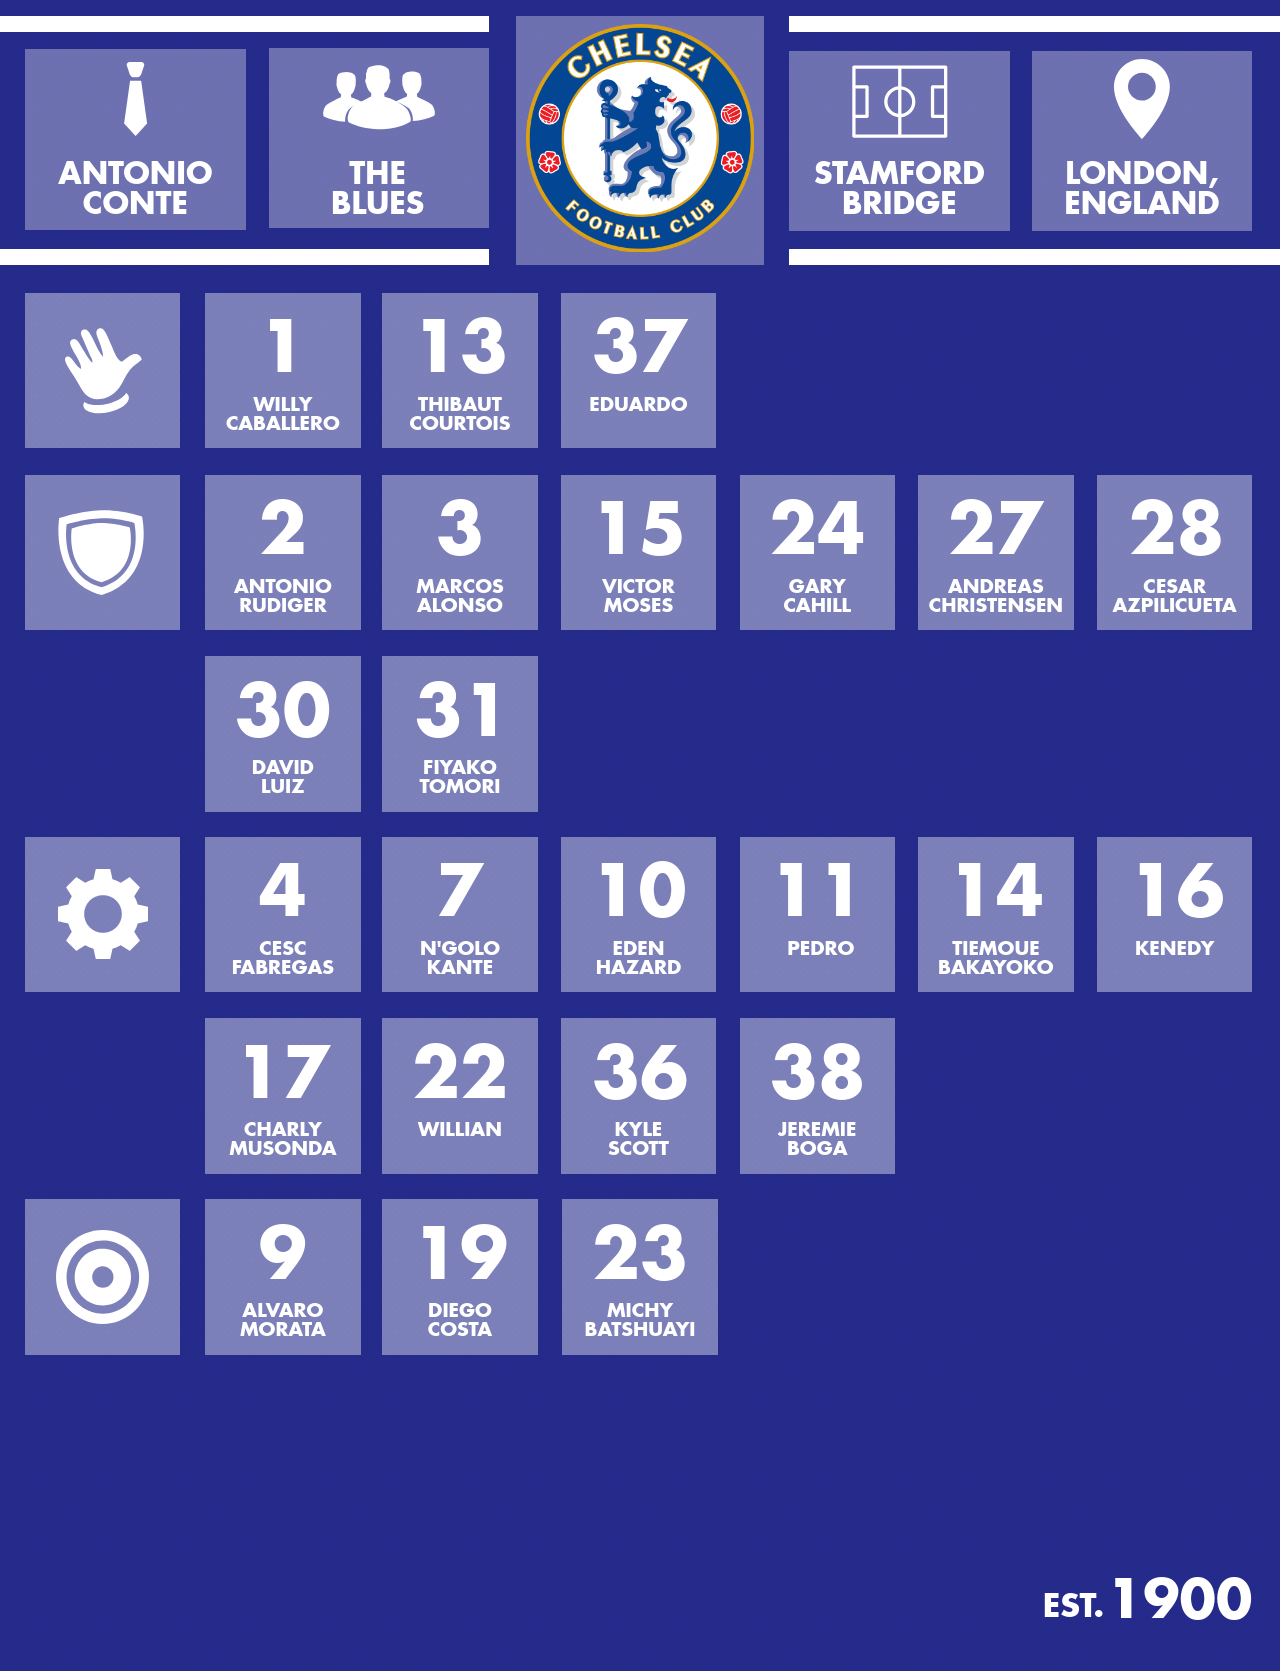 ANTONIO
CONTE
THE
BLUES
CHELSEA
FOOTBALL CLUB
STAMFORD
BRIDGE
LONDON,
ENGLAND
1
WILLY
CABALLERO
13
THIBAUT
COURTOIS
37
EDUARDO
2
ANTONIO
RUDIGER
3
MARCOS
ALONSO
15
VICTOR
MOSES
24
GARY
CAHILL
27
ANDREAS
CHRISTENSEN
28
CESAR
AZPILICUETA
30
DAVID
LUIZ
31
FIYAKO
TOMORI
4
CESC
FABREGAS
7
N'GOLO
KANTE
10
EDEN
HAZARD
11
PEDRO
14
TIEMOUE
BAKAYOKO
16
KENEDY
17
CHARLY
MUSONDA
22
WILLIAN
36
KYLE
SCOTT
38
JEREMIE
BOGA
9
ALVARO
MORATA
19
DIEGO
COSTA
23
MICHY
BATSHUAYI
EST. 1900